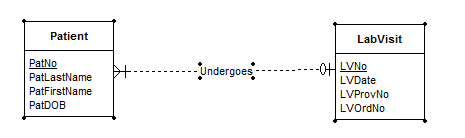 Patient
PatNo
PatLastName
PatFirstName
PatDOB
Undergoes
LabVisit
LVNo
LVDate
LVProvNo
LVOrdNo